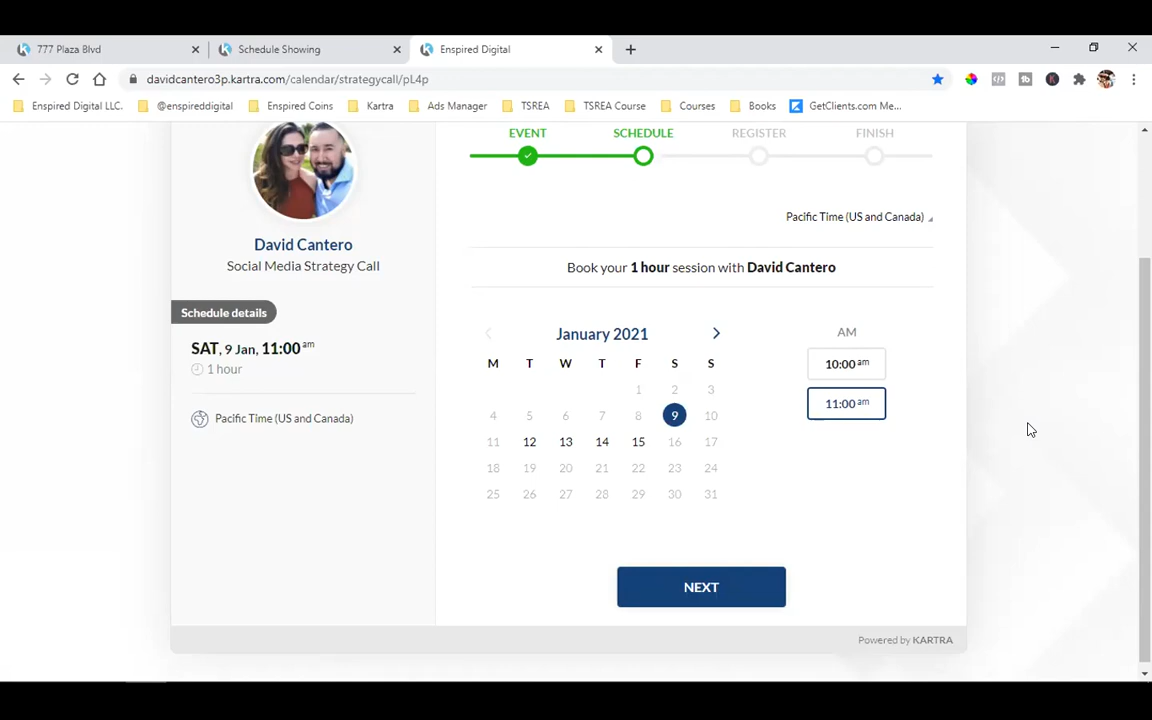 777 Plaza Blvd
Schedule Showing
Enspired Digital
davidcantero3p.kartra.com/calendar/strategycall/pL4p
Enspired Digital LLC.
@enspireddigital
Enspired Coins
Kartra
Ads Manager
TSREA
TSREA Course
Courses
Books
GetClients.com Me...
EVENT SCHEDULE REGISTER FINISH
Pacific Time (US and Canada)
David Cantero
Social Media Strategy Call
Schedule details
SAT, 9 Jan, 11:00 am
1 hour
Pacific Time (US and Canada)
Book your 1 hour session with David Cantero
January 2021
M T W T F S S
1 2 3
4 5 6 7 8 9 10
11 12 13 14 15 16 17
18 19 20 21 22 23 24
25 26 27 28 29 30 31
AM
10:00 am
11:00 am
NEXT
Powered by KARTRA